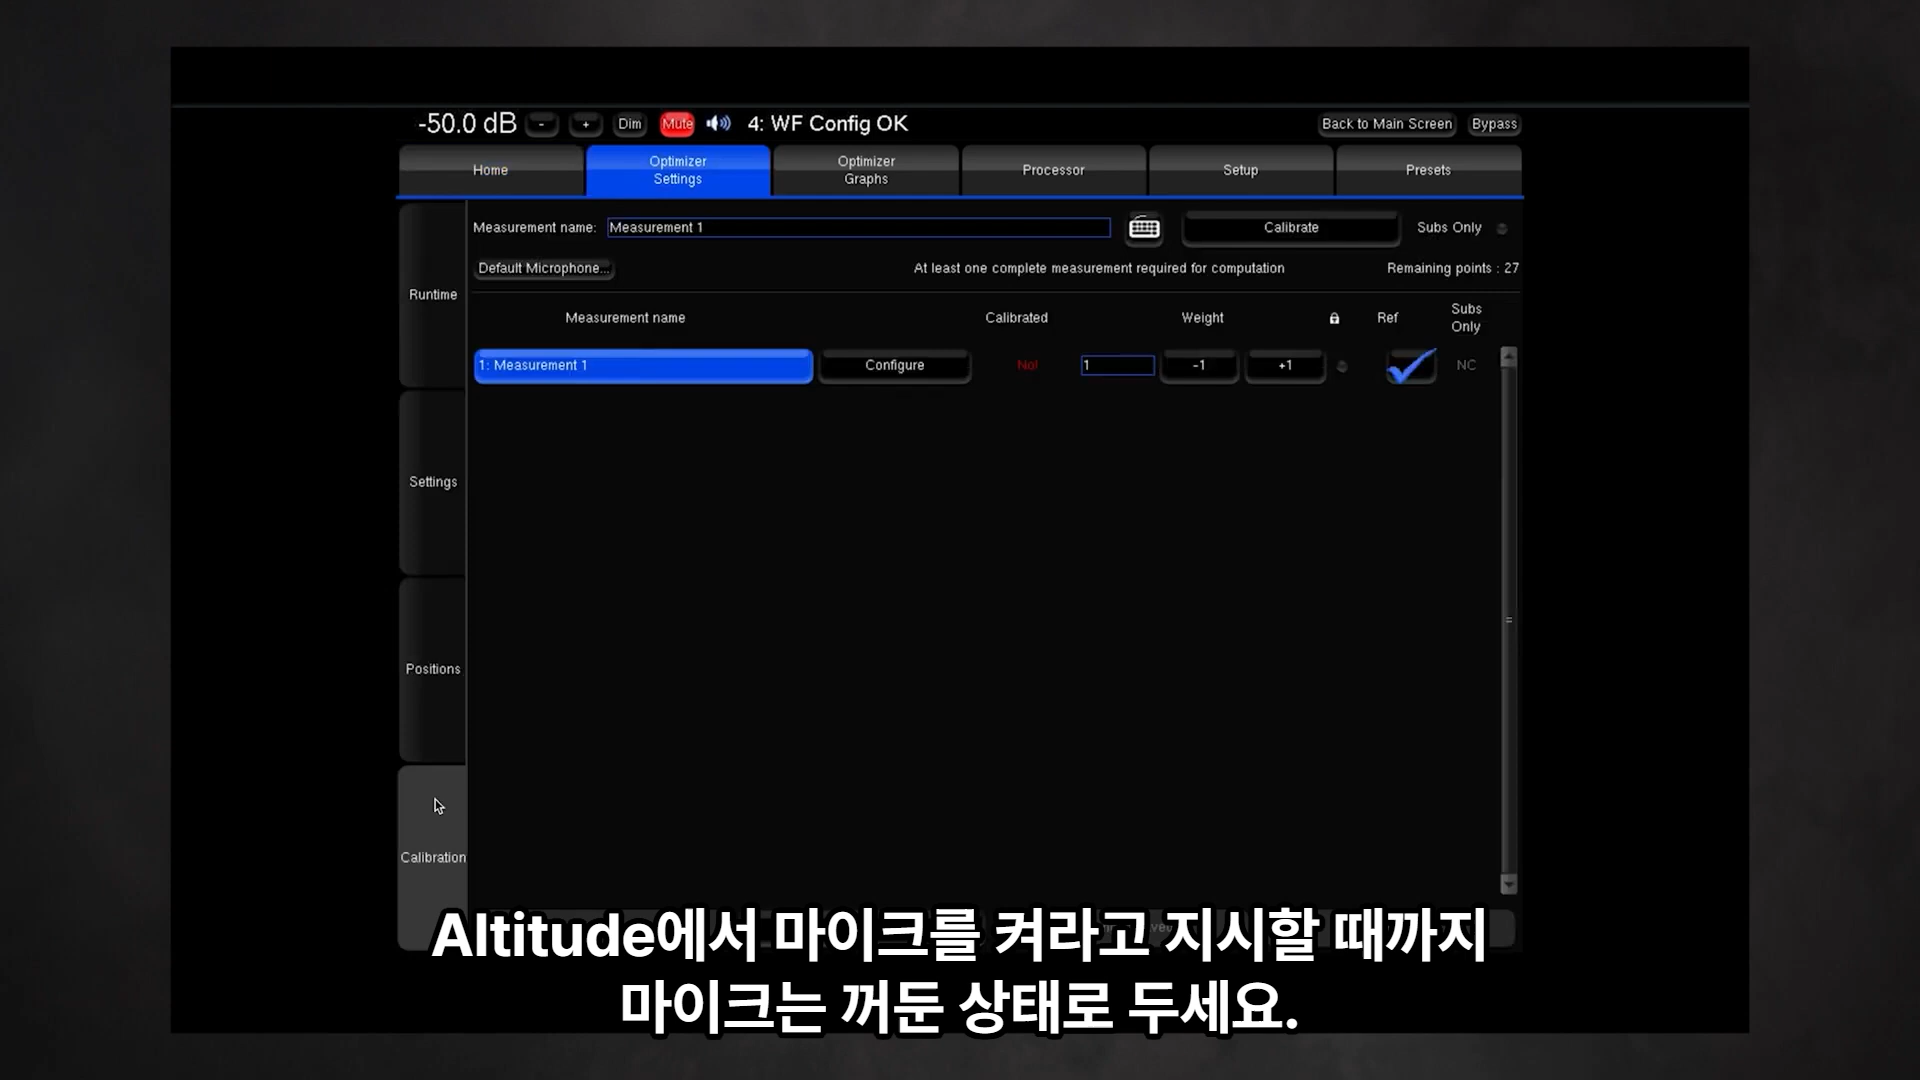 -50.0 dB - + Dim Mute 4: WF Config OK Back to Main Screen Bypass
Home Optimizer Settings Optimizer Graphs Processor Setup Presets
Measurement name: Measurement 1 Calibrate Subs Only
Default Microphone... At least one complete measurement required for computation Remaining points : 27
Runtime
Measurement name Calibrated Weight Ref Subs Only
1: Measurement 1 Configure No! 1 -1 +1 NC
Settings
Positions
Calibration
Altitude에서 마이크를 켜라고 지시할 때까지
마이크는 꺼둔 상태로 두세요.